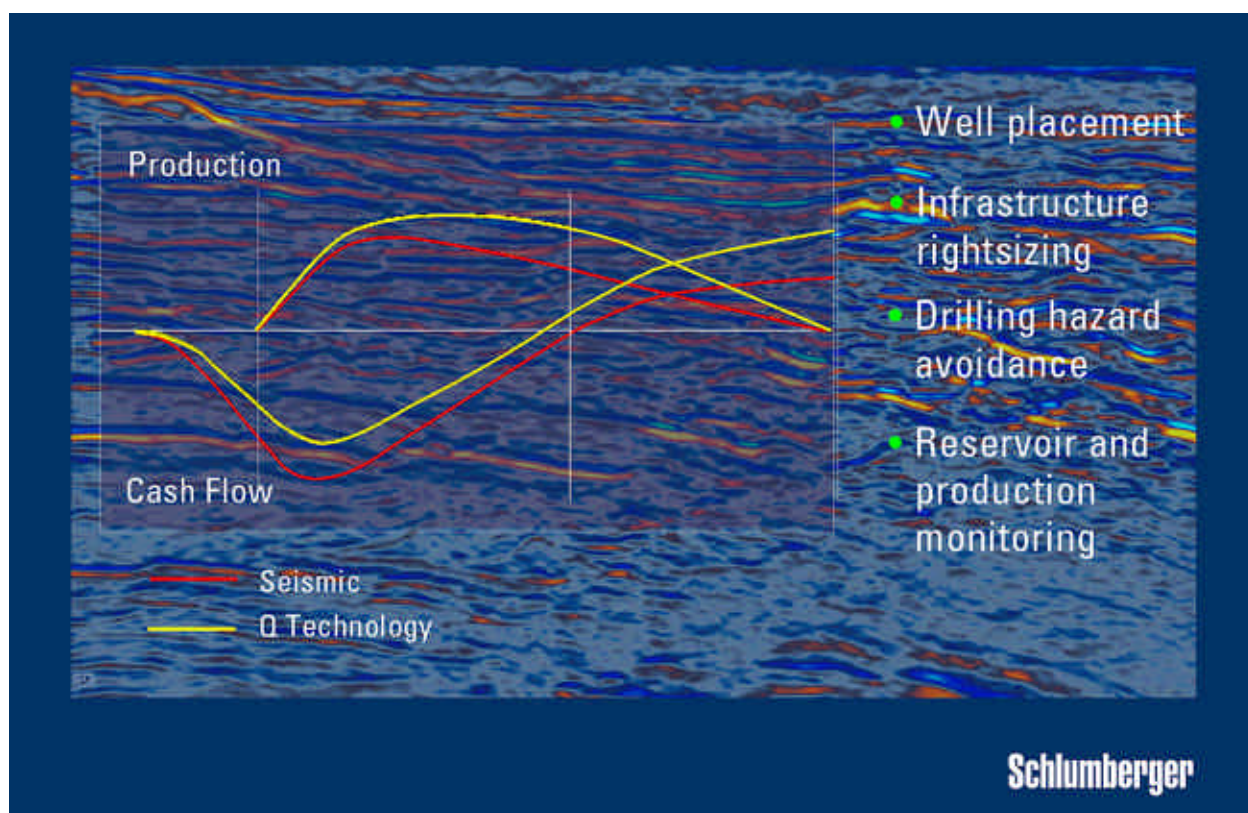 Production
Cash Flow
Seismic
Q Technology
• Well placement
• Infrastructure
rightsizing
• Drilling hazard
avoidance
• Reservoir and
production
monitoring
Schlumberger